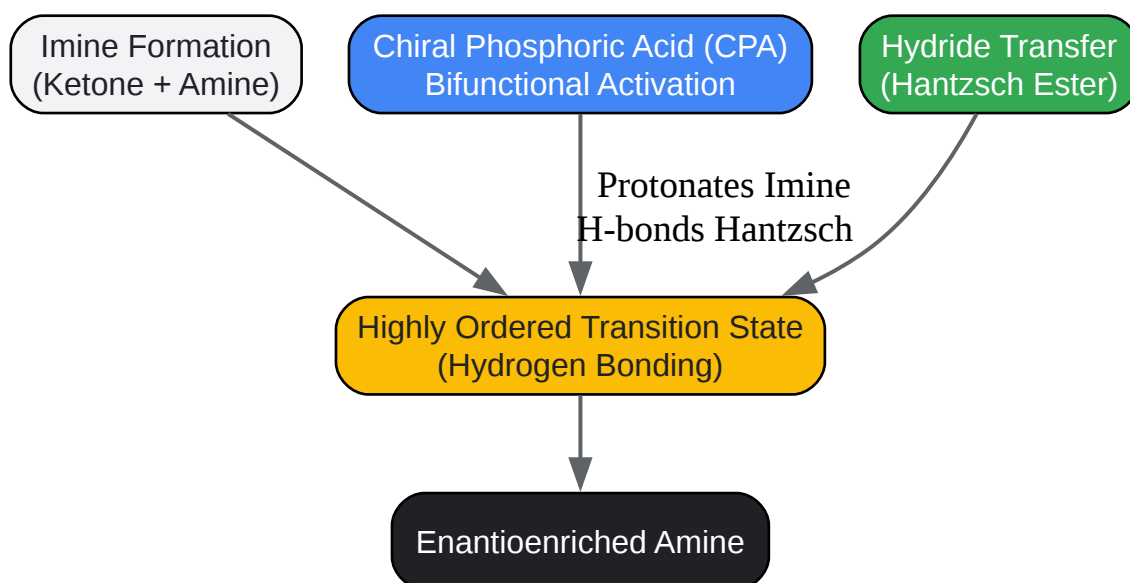 Imine Formation
(Ketone + Amine)
Chiral Phosphoric Acid (CPA)
Bifunctional Activation
Hydride Transfer
(Hantzsch Ester)
Protonates Imine
H-bonds Hantzsch
Highly Ordered Transition State
(Hydrogen Bonding)
Enantioenriched Amine